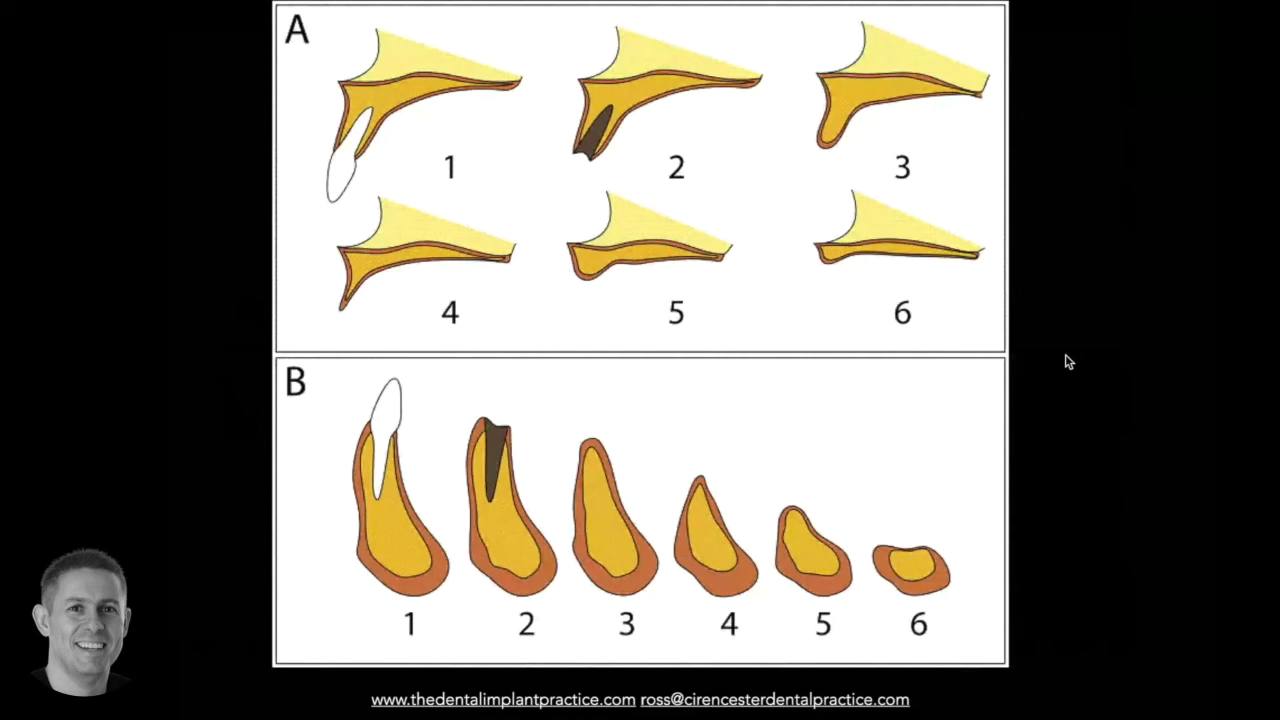 A
1 2 3
4 5 6
B
1 2 3 4 5 6
www.thedentalimplantpractice.com ross@cirencesterdentalpractice.com